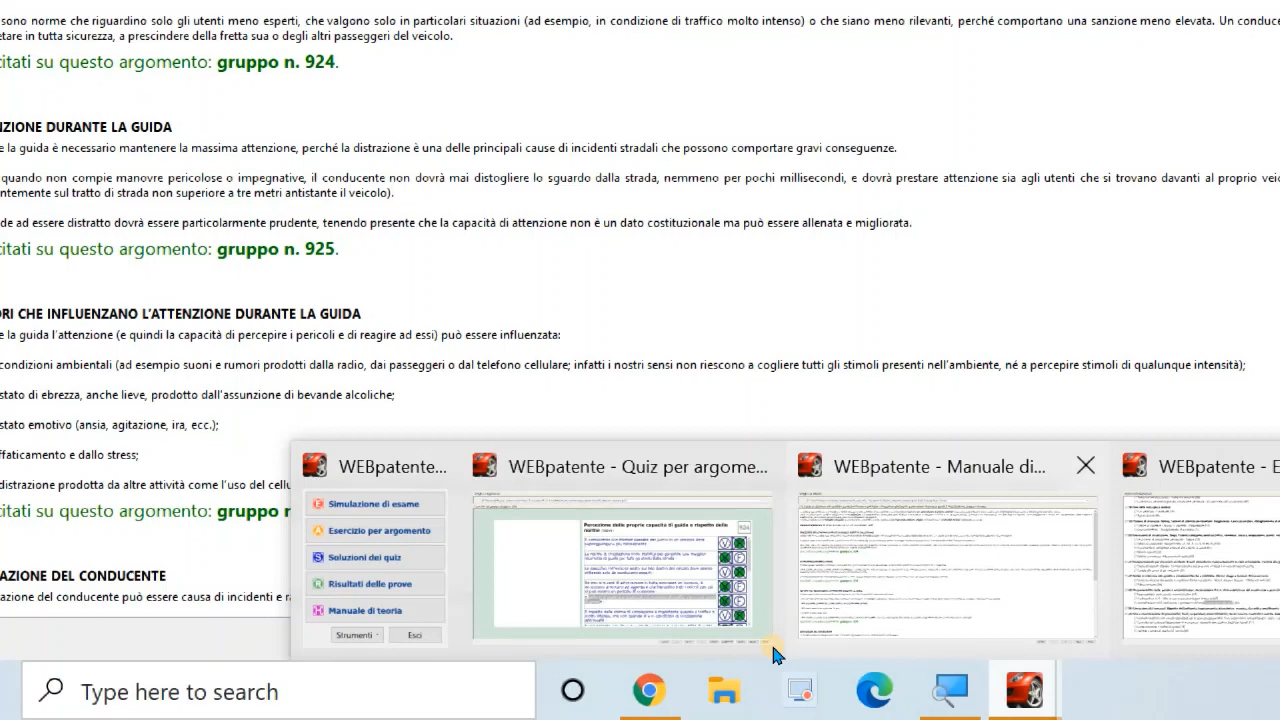 sono norme che riguardino solo gli utenti meno esperti, che valgono solo in particolari situazioni (ad esempio, in condizione di traffico molto intenso) o che siano meno rilevanti, perché comportano una sanzione meno elevata. Un conduce
etare in tutta sicurezza, a prescindere della fretta sua o degli altri passeggeri del veicolo.
citati su questo argomento: gruppo n. 924.
NZIONE DURANTE LA GUIDA
e la guida è necessario mantenere la massima attenzione, perché la distrazione è una delle principali cause di incidenti stradali che possono comportare gravi conseguenze.
quando non compie manovre pericolose o impegnative, il conducente non dovrà mai distogliere lo sguardo dalla strada, nemmeno per pochi millisecondi, e dovrà prestare attenzione sia agli utenti che si trovano davanti al proprio veic
ntemente sul tratto di strada non superiore a tre metri antistante il veicolo).
de ad essere distratto dovrà essere particolarmente prudente, tenendo presente che la capacità di attenzione non è un dato costituzionale ma può essere allenata e migliorata.
citati su questo argomento: gruppo n. 925.
ORI CHE INFLUENZANO L'ATTENZIONE DURANTE LA GUIDA
e la guida l'attenzione (e quindi la capacità di percepire i pericoli e di reagire ad essi) può essere influenzata:
condizioni ambientali (ad esempio suoni e rumori prodotti dalla radio, dai passeggeri o dal telefono cellulare; infatti i nostri sensi non riescono a cogliere tutti gli stimoli presenti nell'ambiente, né a percepire stimoli di qualunque intensità);
stato di ebrezza, anche lieve, prodotto dall'assunzione di bevande alcoliche;
stato emotivo (ansia, agitazione, ira, ecc.);
ffaticamento e dallo stress;
distrazione prodotta da altre attività come l'uso del cellu
citati su questo argomento: gruppo n
AZIONE DEL CONDUCENTE
zione del conducente può essere causa di incidenti e ra
WEBpatente...
WEBpatente - Quiz per argome...
WEBpatente - Manuale di...
WEBpatente - E
Simulazione di esame
Esercizio per argomento
Soluzioni dei quiz
Risultati delle prove
Manuale di teoria
Strumenti
Esci
Percezione delle proprie capacità di guida e rispetto delle norme
Type here to search